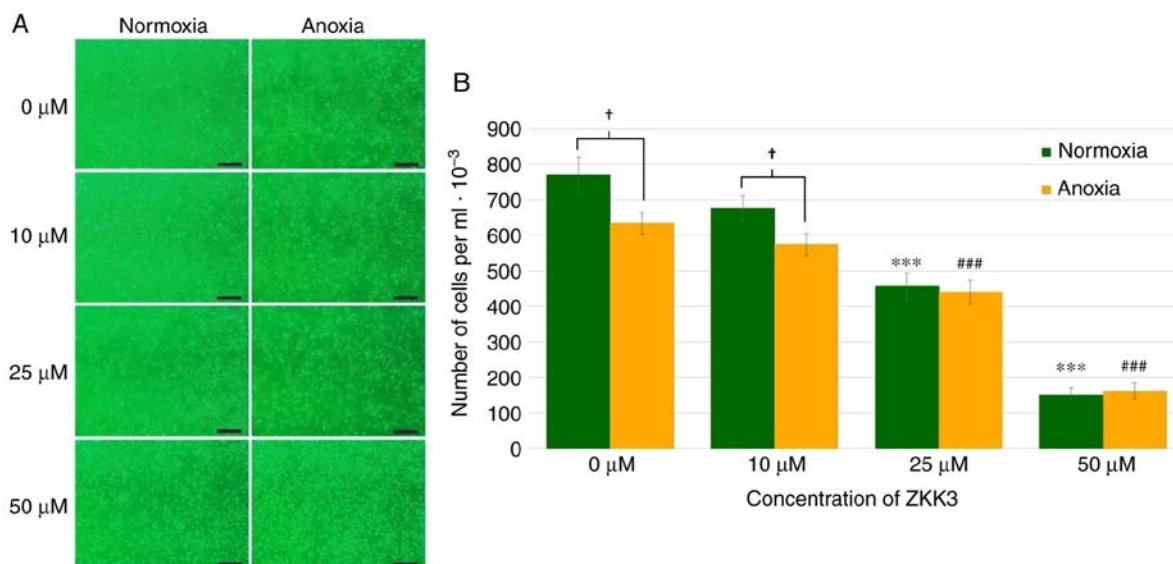 A
Normoxia Anoxia
0 μM
10 μM
25 μM
50 μM
B
Number of cells per ml · 10⁻³
900
800
700
600
500
400
300
200
100
0
†
†
*** ###
*** ###
Normoxia
Anoxia
0 μM 10 μM 25 μM 50 μM
Concentration of ZKK3